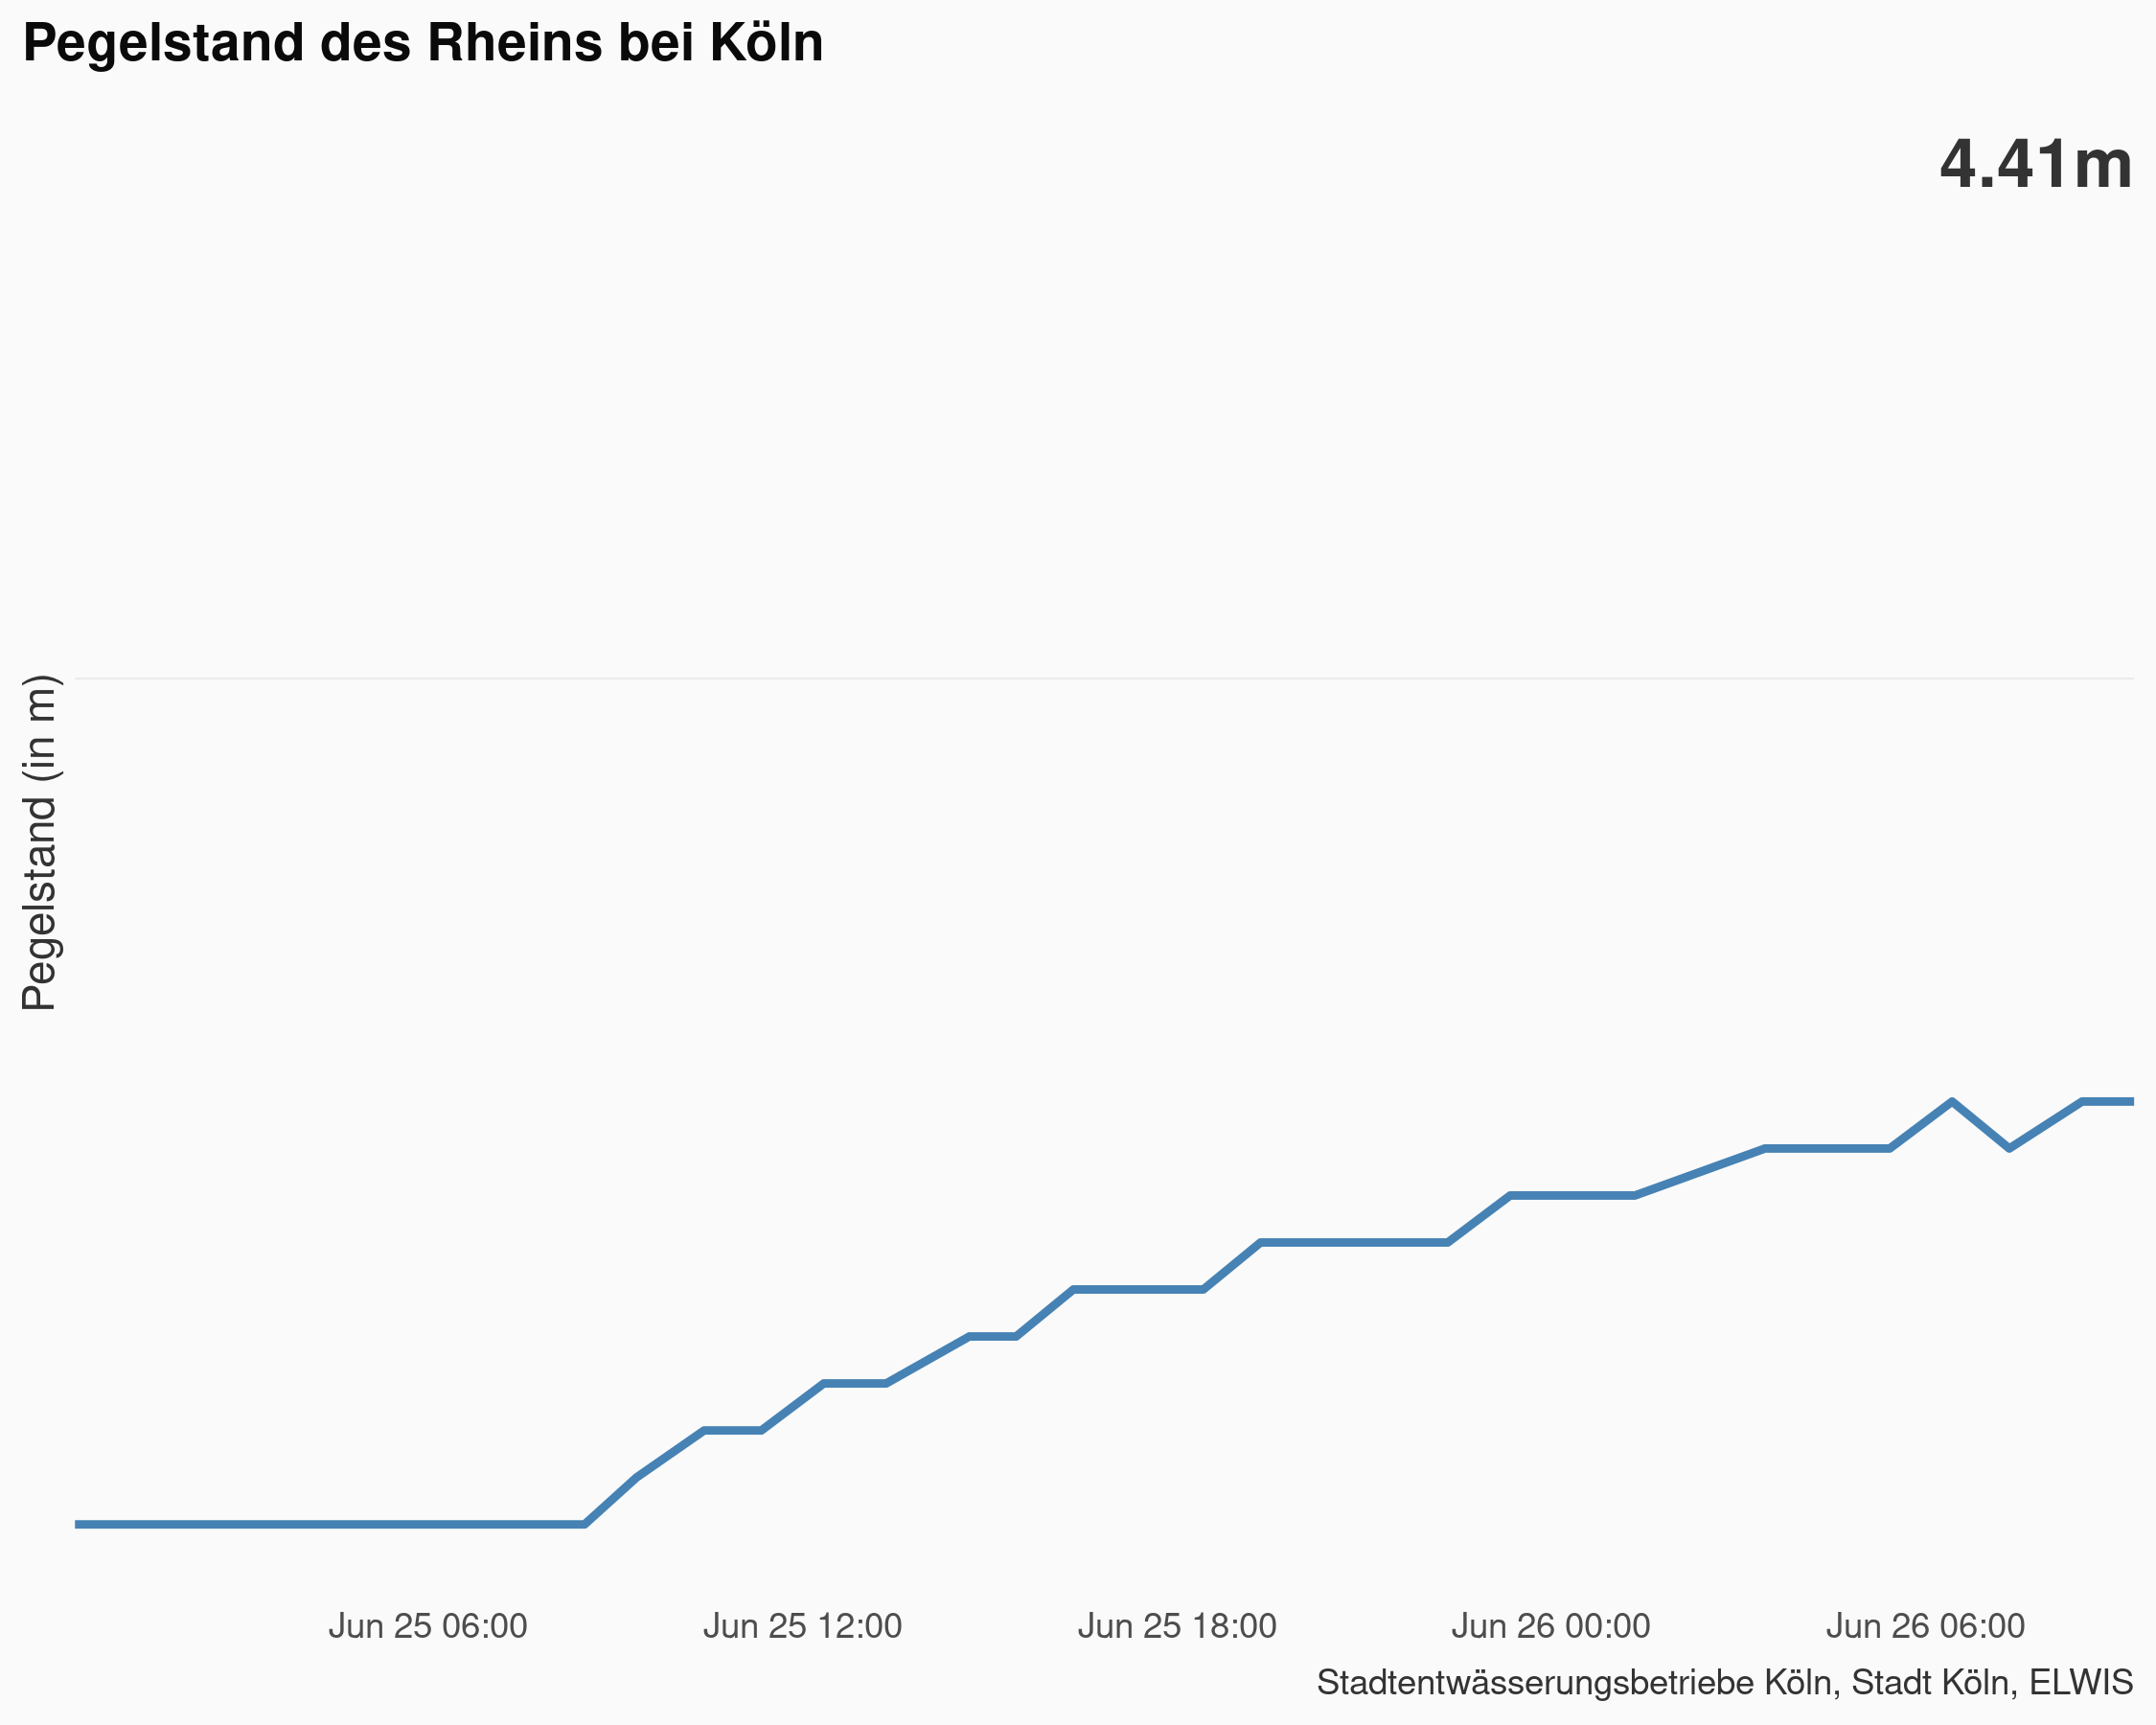 Pegelstand des Rheins bei Köln
4.41m
Pegelstand (in m)
Jun 25 06:00 Jun 25 12:00 Jun 25 18:00 Jun 26 00:00 Jun 26 06:00
Stadtentwässerungsbetriebe Köln, Stadt Köln, ELWIS